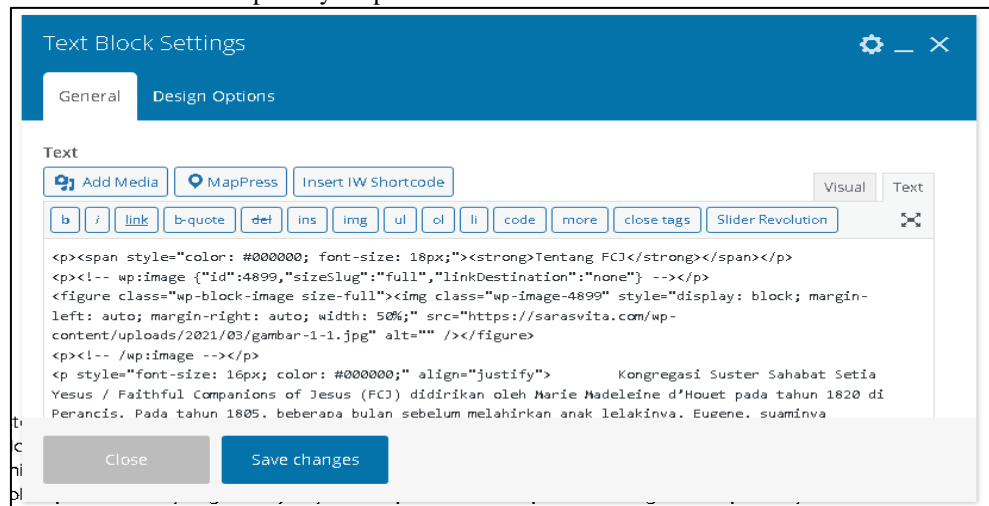 Text Block Settings
General Design Options
Text
Add Media MapPress Insert IW Shortcode
Visual Text
b i link b-quote del ins img ul ol li code more close tags Slider Revolution
<p><span style="color: #000000; font-size: 18px;"><strong>Tentang FCJ</strong></span></p>
<p><!-- wp:image {"id":4899,"sizeSlug":"full","linkDestination":"none"} --></p>
<figure class="wp-block-image size-full"><img class="wp-image-4899" style="display: block; margin-
left: auto; margin-right: auto; width: 50%;" src="https://sarasvita.com/wp-
content/uploads/2021/03/gambar-1-1.jpg" alt="" /></figure>
<p><!-- /wp:image --></p>
<p style="font-size: 16px; color: #000000;" align="justify"> Kongregasi Suster Sahabat Setia
Yesus / Faithful Companions of Jesus (FCJ) didirikan oleh Marie Madeleine d’Houet pada tahun 1820 di
Perancis. Pada tahun 1805, beberapa bulan sebelum melahirkan anak lelakinya, Eugene, suaminya
Close Save changes